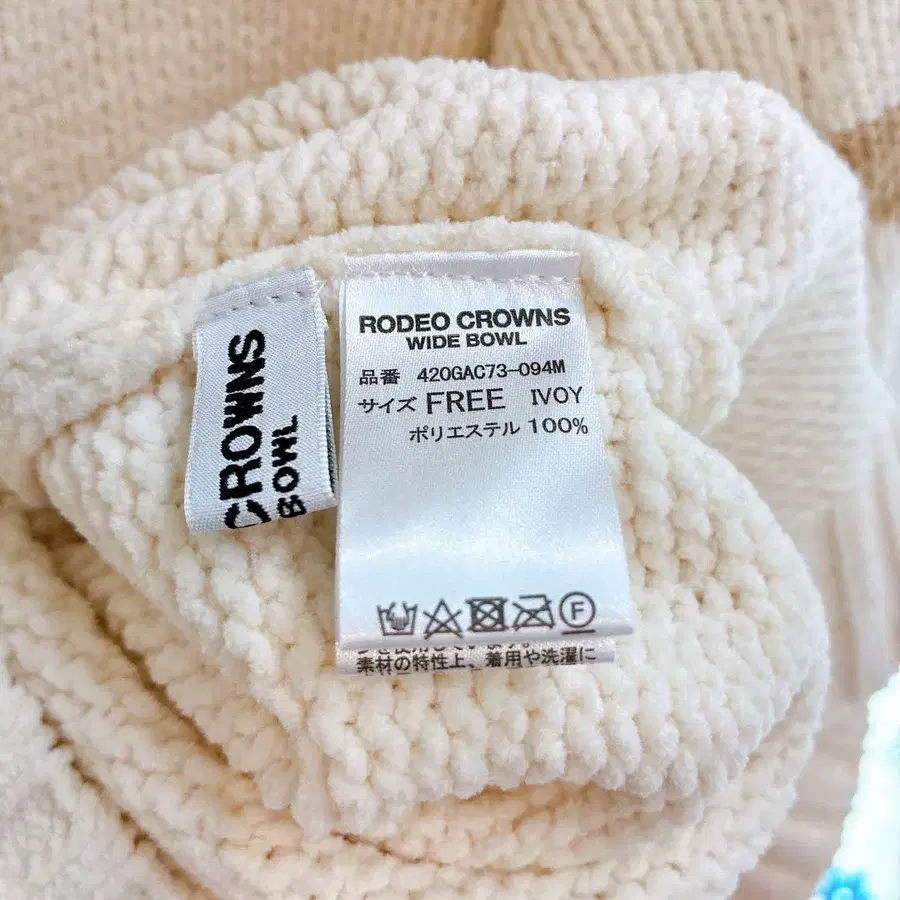 CROWNS
BOWL
RODEO CROWNS
WIDE BOWL
品番 420GAC73-094M
サイズ FREE IVOY
ポリエステル 100%
F
素材の特性上、着用や洗濯に